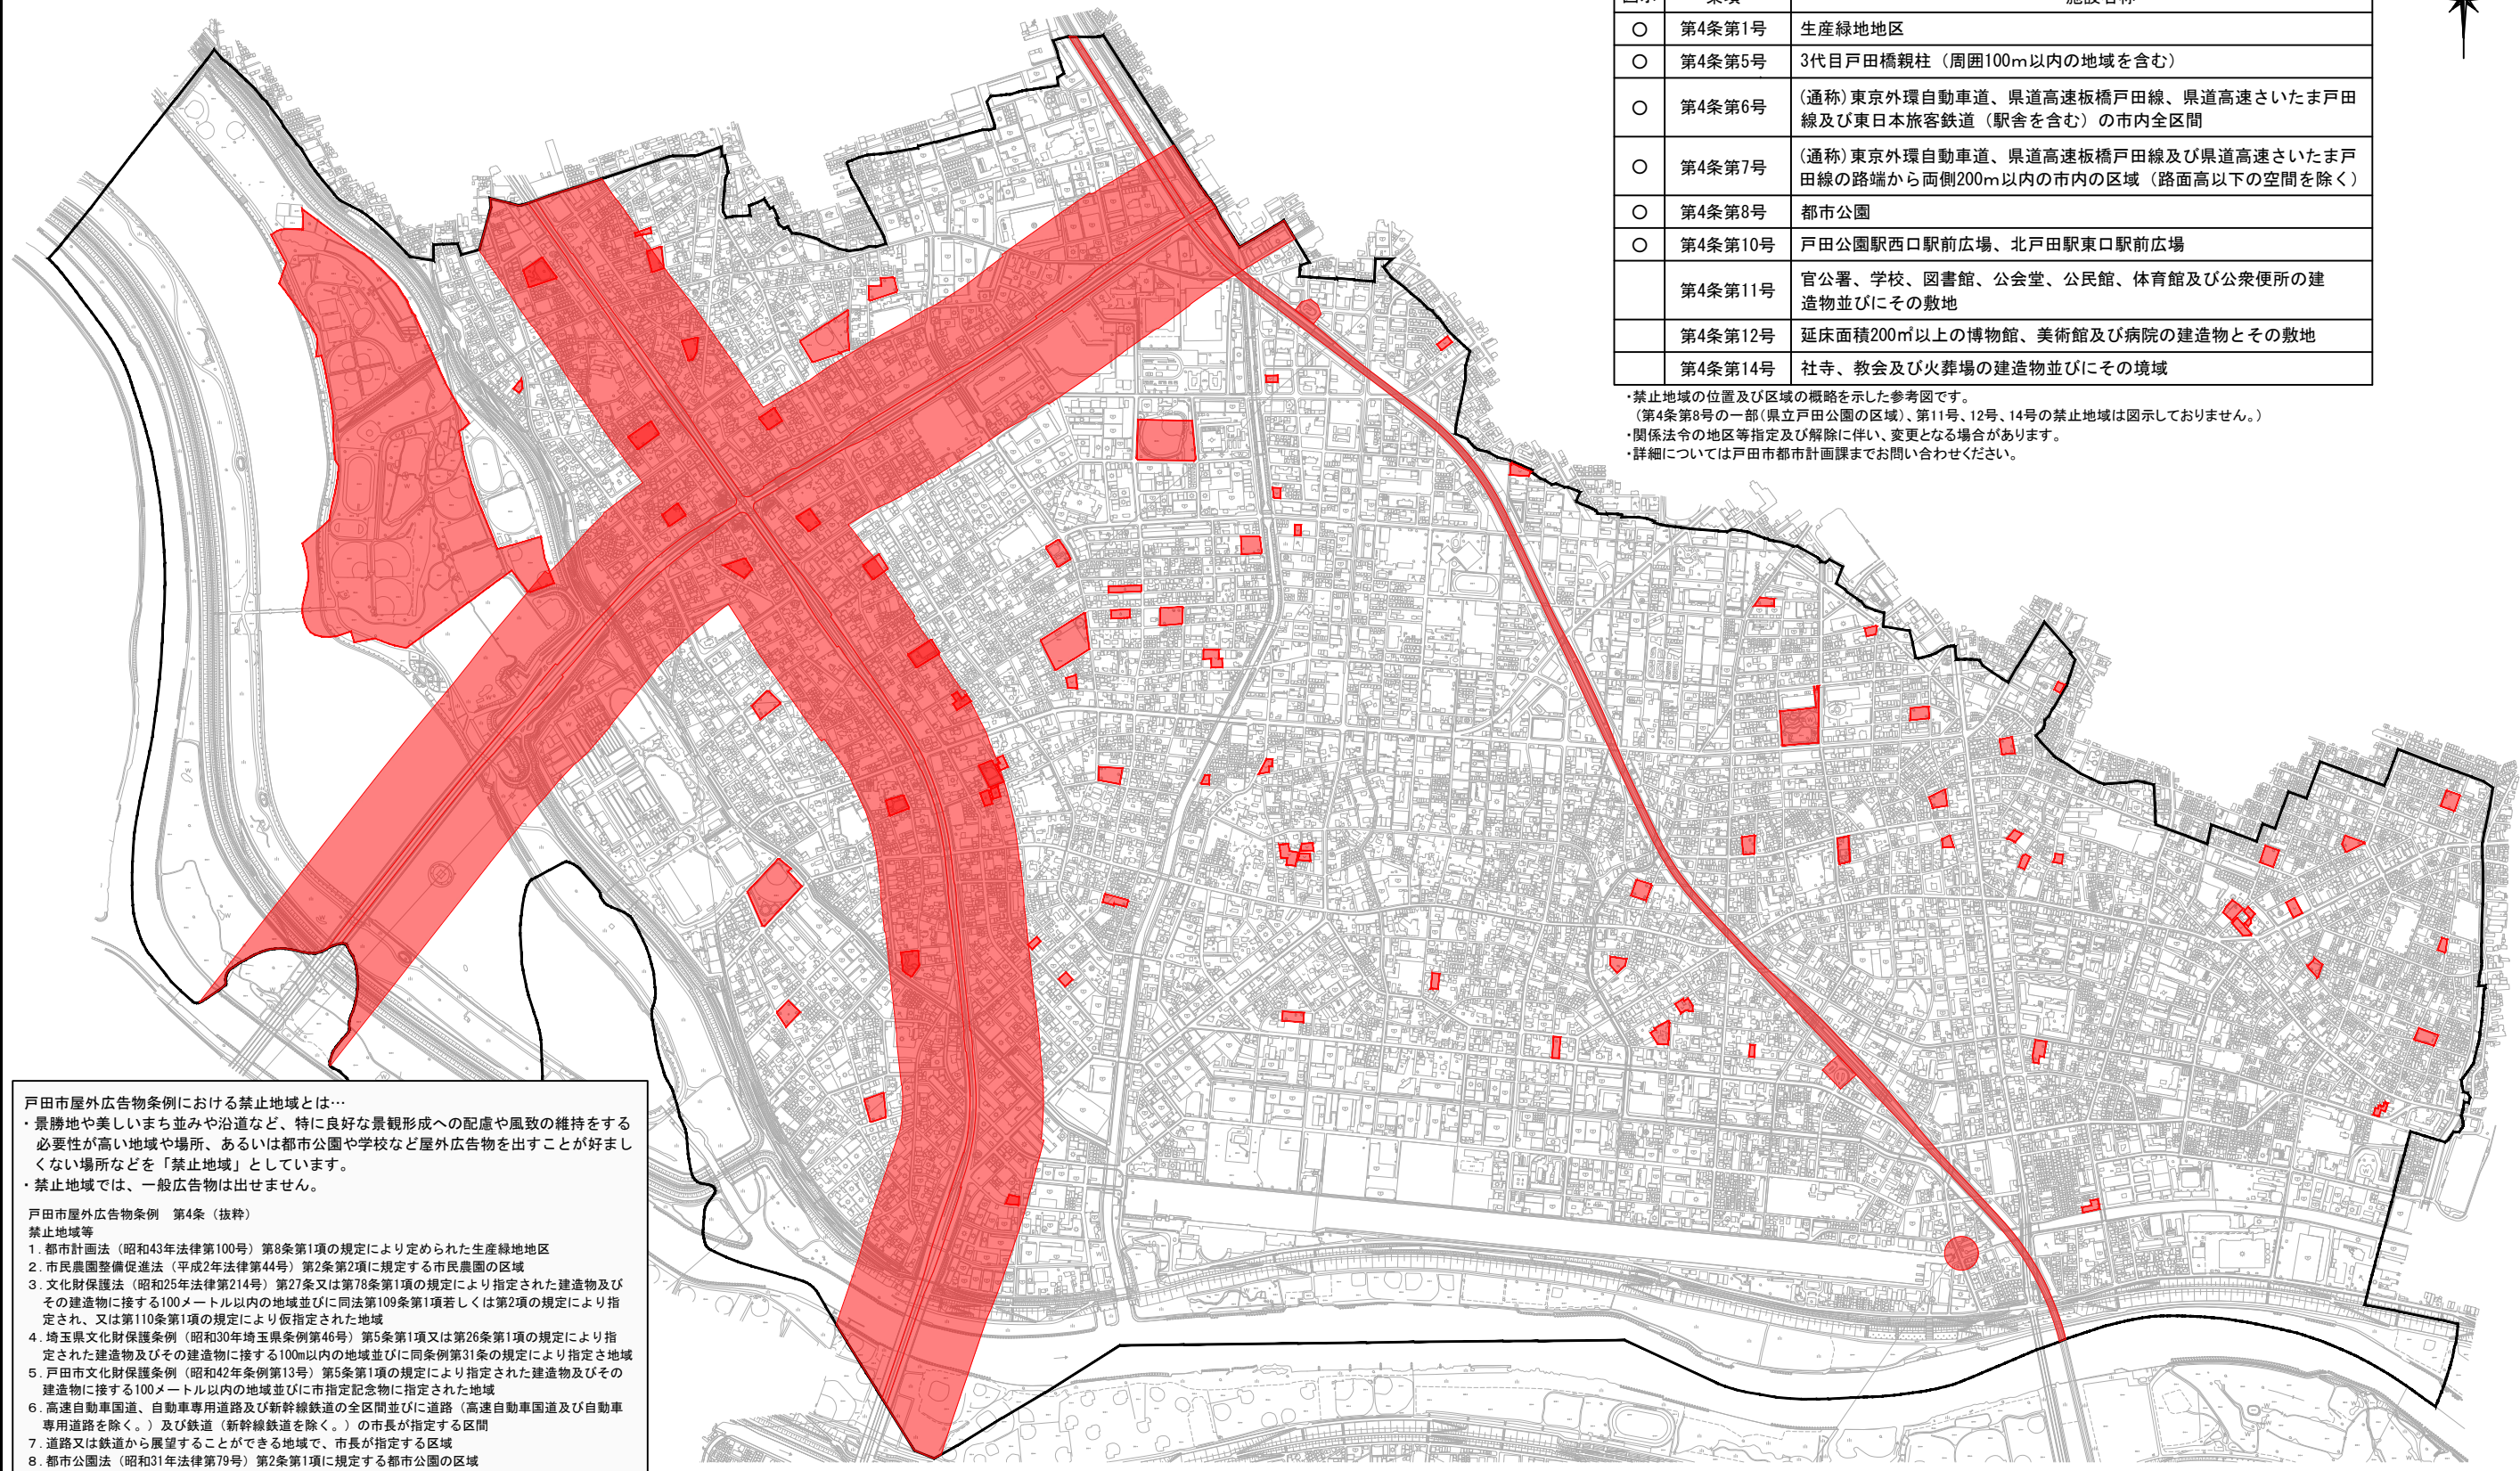 第4条第1号 生産緑地地区
第4条第5号 3代目戸田橋親柱（周囲100m以内の地域を含む）
第4条第6号 (通称)東京外環自動車道、県道高速板橋戸田線、県道高速さいたま戸田
線及び東日本旅客鉄道（駅舎を含む）の市内全区間
第4条第7号 (通称)東京外環自動車道、県道高速板橋戸田線及び県道高速さいたま戸
田線の路端から両側200m以内の市内の区域（路面高以下の空間を除く）
第4条第8号 都市公園
第4条第10号 戸田公園駅西口駅前広場、北戸田駅東口駅前広場
第4条第11号 官公署、学校、図書館、公会堂、公民館、体育館及び公衆便所の建
造物並びにその敷地
第4条第12号 延床面積200㎡以上の博物館、美術館及び病院の建造物とその敷地
第4条第14号 社寺、教会及び火葬場の建造物並びにその境域
・禁止地域の位置及び区域の概略を示した参考図です。
（第4条第8号の一部（県立戸田公園の区域）、第11号、12号、14号の禁止地域は図示しておりません。）
・関係法令の地区等指定及び解除に伴い、変更となる場合があります。
・詳細については戸田市都市計画課までお問い合わせください。
戸田市屋外広告物条例における禁止地域とは…
・景勝地や美しいまち並みや沿道など、特に良好な景観形成への配慮や風致の維持をする
必要性が高い地域や場所、あるいは都市公園や学校など屋外広告物を出すことが好まし
くない場所などを「禁止地域」としています。
・禁止地域では、一般広告物は出せません。
戸田市屋外広告物条例　第4条（抜粋）
禁止地域等
1．都市計画法（昭和43年法律第100号）第8条第1項の規定により定められた生産緑地地区
2．市民農園整備促進法（平成2年法律第44号）第2条第2項に規定する市民農園の区域
3．文化財保護法（昭和25年法律第214号）第27条又は第78条第1項の規定により指定された建造物及び
その建造物に接する100メートル以内の地域並びに同法第109条第1項若しくは第2項の規定により指
定され、又は第110条第1項の規定により仮指定された地域
4．埼玉県文化財保護条例（昭和30年埼玉県条例第46号）第5条第1項又は第26条第1項の規定により指
定された建造物及びその建造物に接する100m以内の地域並びに同条例第31条の規定により指定さ地域
5．戸田市文化財保護条例（昭和42年条例第13号）第5条第1項の規定により指定された建造物及びその
建造物に接する100メートル以内の地域並びに市指定記念物に指定された地域
6．高速自動車国道、自動車専用道路及び新幹線鉄道の全区間並びに道路（高速自動車国道及び自動車
専用道路を除く。）及び鉄道（新幹線鉄道を除く。）の市長が指定する区間
7．道路又は鉄道から展望することができる地域で、市長が指定する区域
8．都市公園法（昭和31年法律第79号）第2条第1項に規定する都市公園の区域